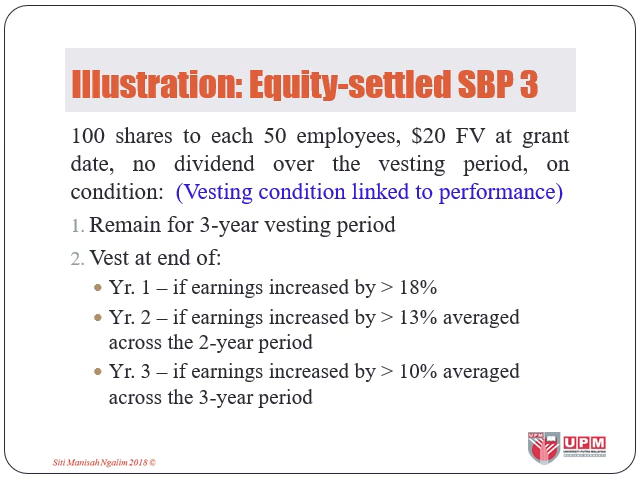 Illustration: Equity-settled SBP 3
100 shares to each 50 employees, $20 FV at grant
date, no dividend over the vesting period, on
condition: (Vesting condition linked to performance)
1. Remain for 3-year vesting period
2. Vest at end of:
• Yr. 1 – if earnings increased by > 18%
• Yr. 2 – if earnings increased by > 13% averaged
across the 2-year period
• Yr. 3 – if earnings increased by > 10% averaged
across the 3-year period
UPM
UNIVERSITI PUTRA MALAYSIA
Siti Manisah Ngalim 2018 ©